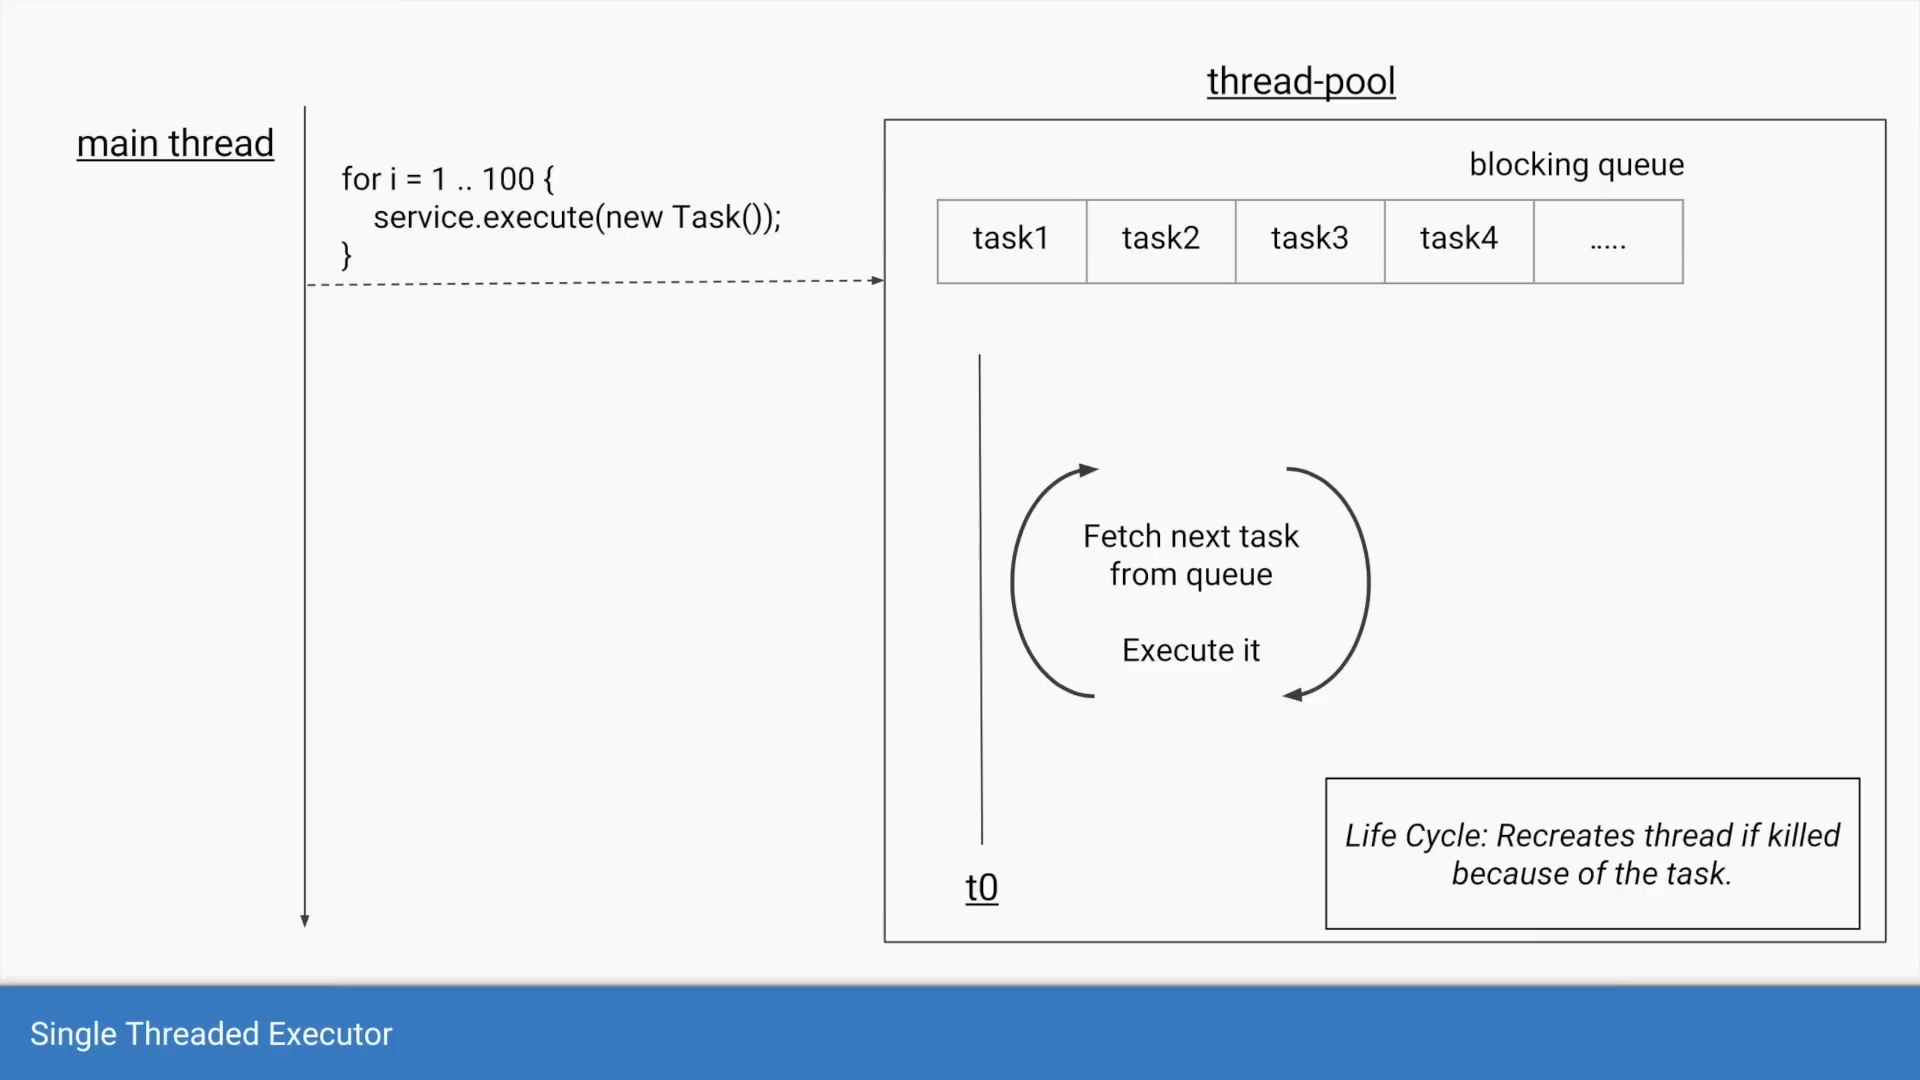 thread-pool
main thread
for i = 1 .. 100 {
service.execute(new Task());
}
blocking queue
task1 task2 task3 task4 .....
Fetch next task
from queue
Execute it
t0
Life Cycle: Recreates thread if killed
because of the task.
Single Threaded Executor